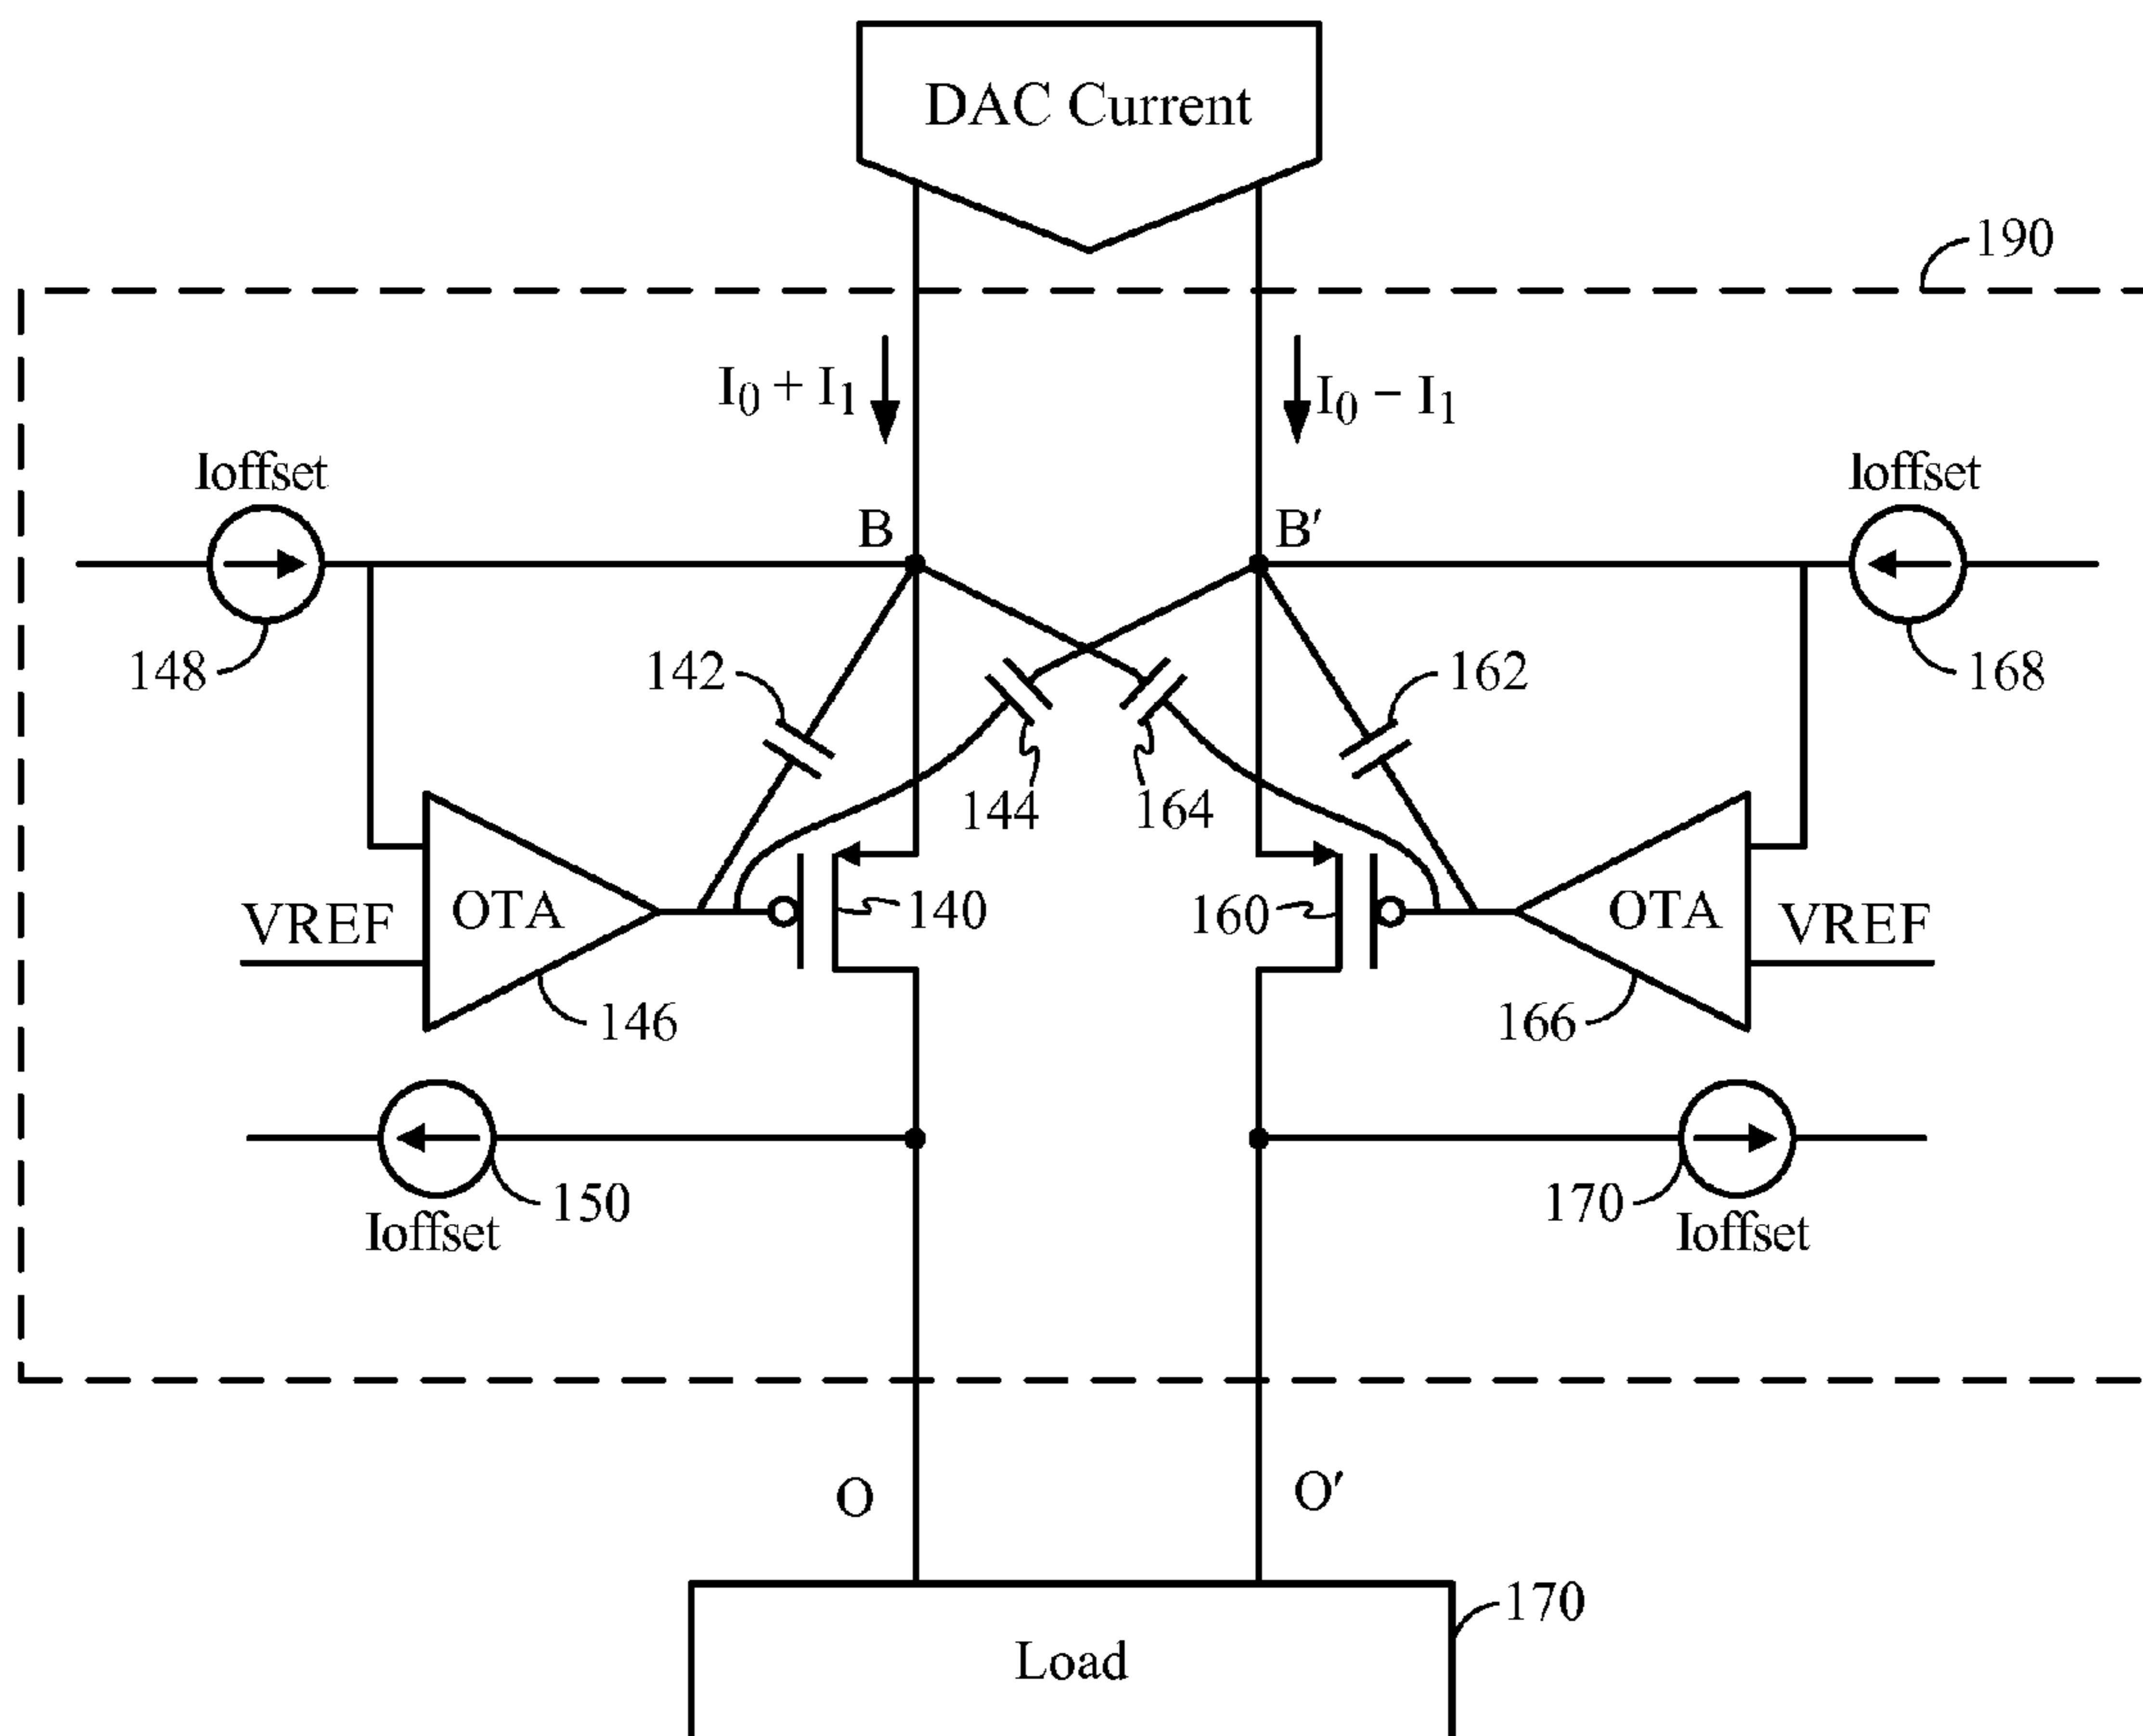 DAC Current
190
I₀ + I₁
I₀ − I₁
Ioffset
Ioffset
B
B′
148
142
162
168
144
164
OTA
140
160
OTA
VREF
VREF
146
166
150
170
Ioffset
Ioffset
O
O′
170
Load